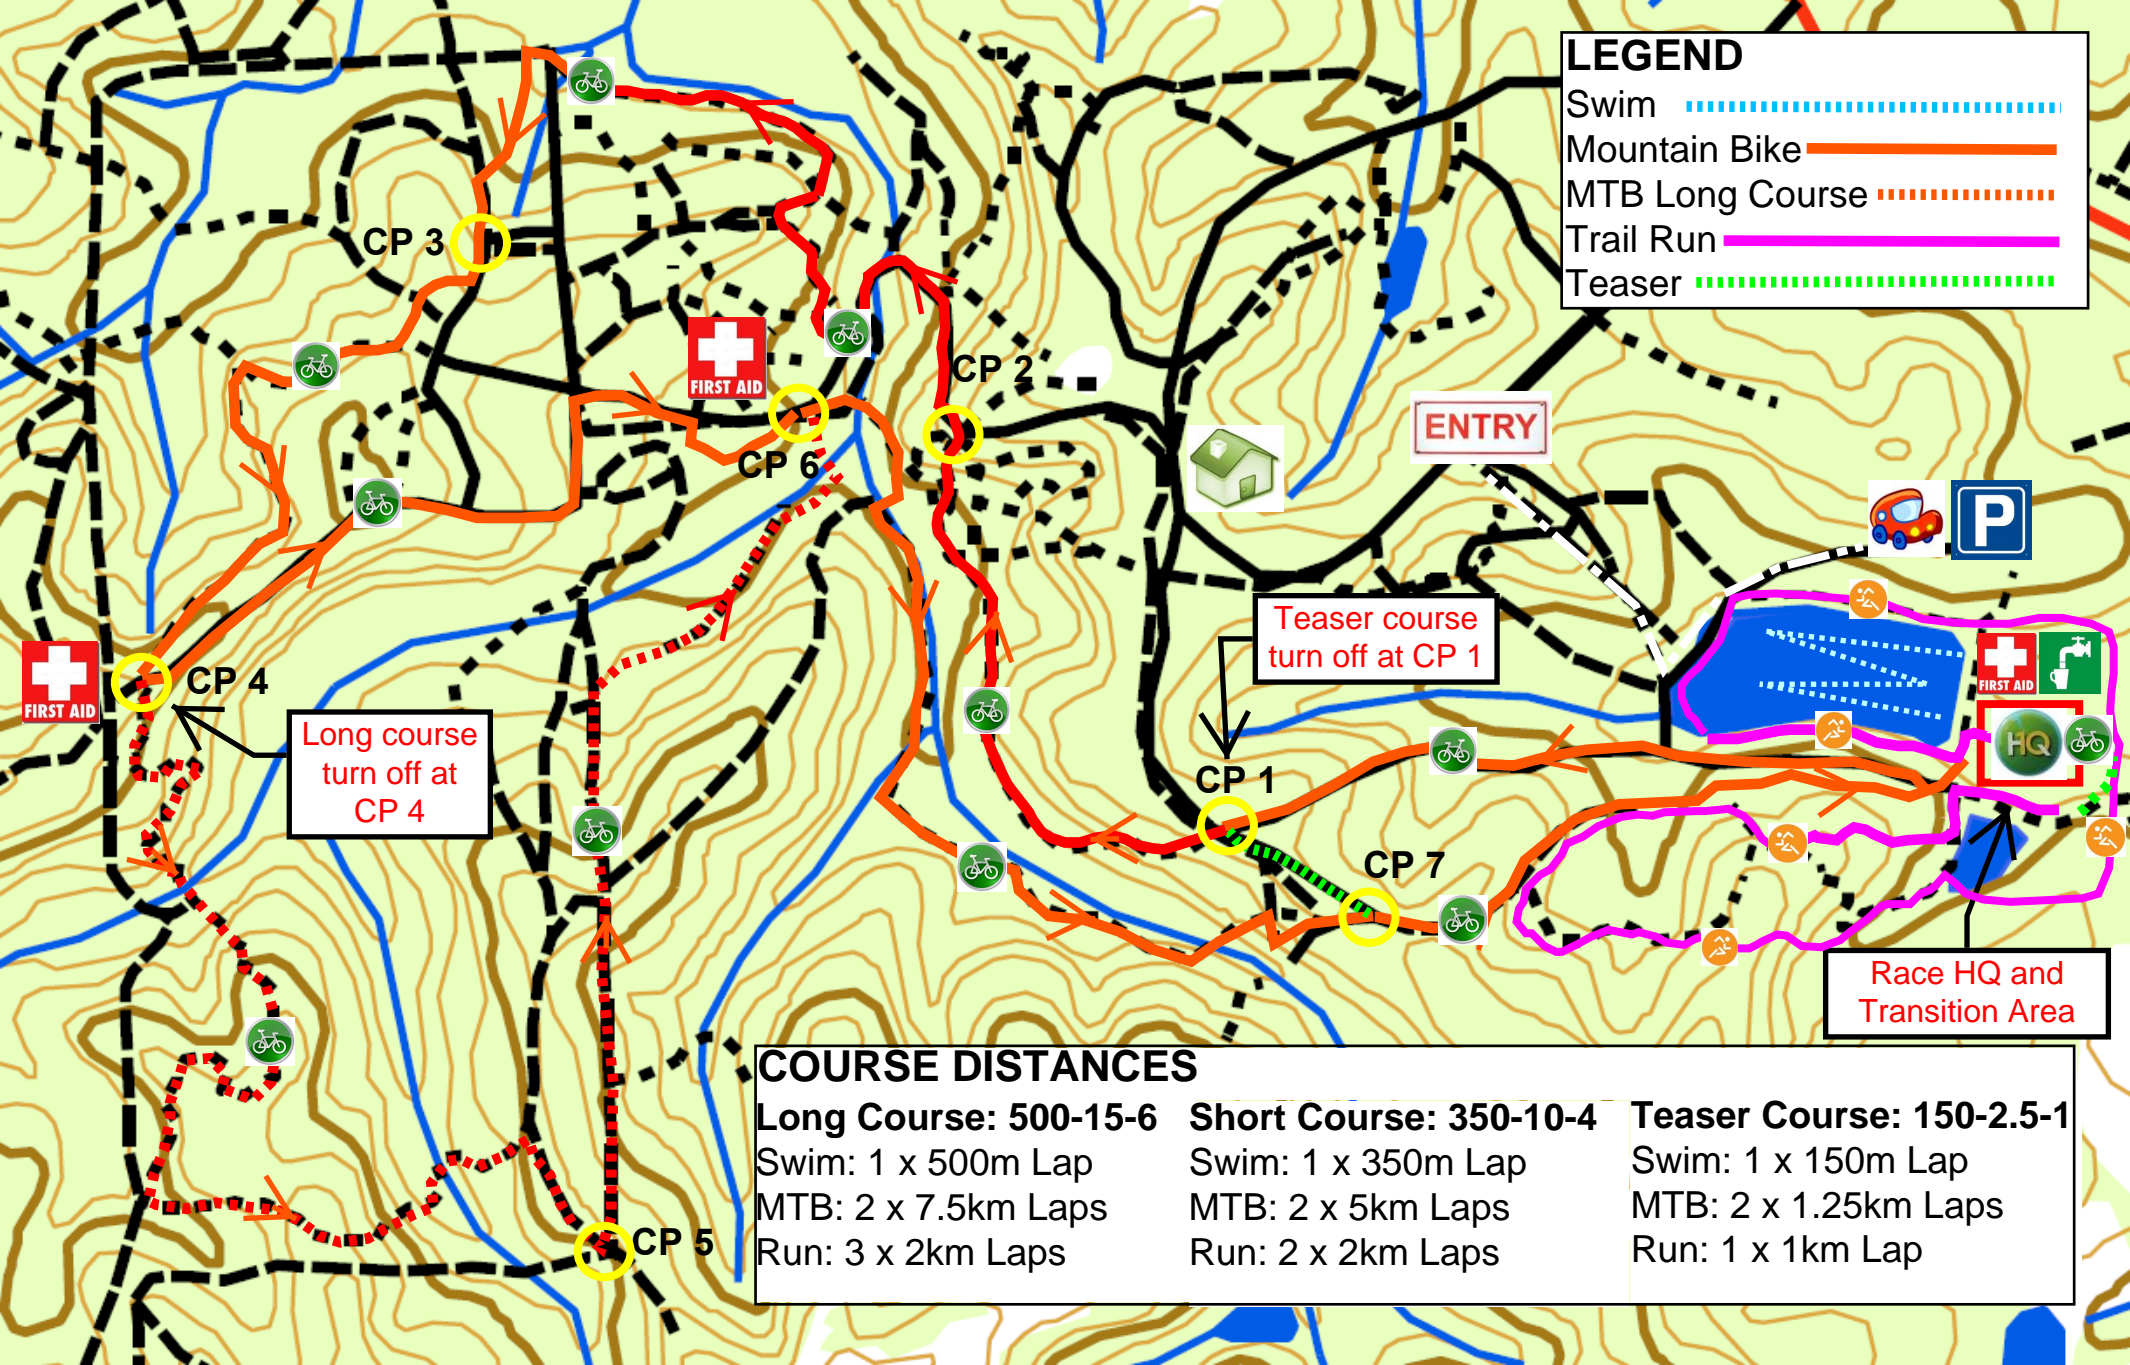 LEGEND
Swim
Mountain Bike
MTB Long Course
Trail Run
Teaser
CP 3
FIRST AID
CP 2
CP 6
ENTRY
P
Teaser course
turn off at CP 1
FIRST AID
CP 4
FIRST AID
Long course
turn off at
CP 4
HQ
CP 1
CP 7
Race HQ and
Transition Area
CP 5
COURSE DISTANCES
Long Course: 500-15-6
Swim: 1 x 500m Lap
MTB: 2 x 7.5km Laps
Run: 3 x 2km Laps
Short Course: 350-10-4
Swim: 1 x 350m Lap
MTB: 2 x 5km Laps
Run: 2 x 2km Laps
Teaser Course: 150-2.5-1
Swim: 1 x 150m Lap
MTB: 2 x 1.25km Laps
Run: 1 x 1km Lap